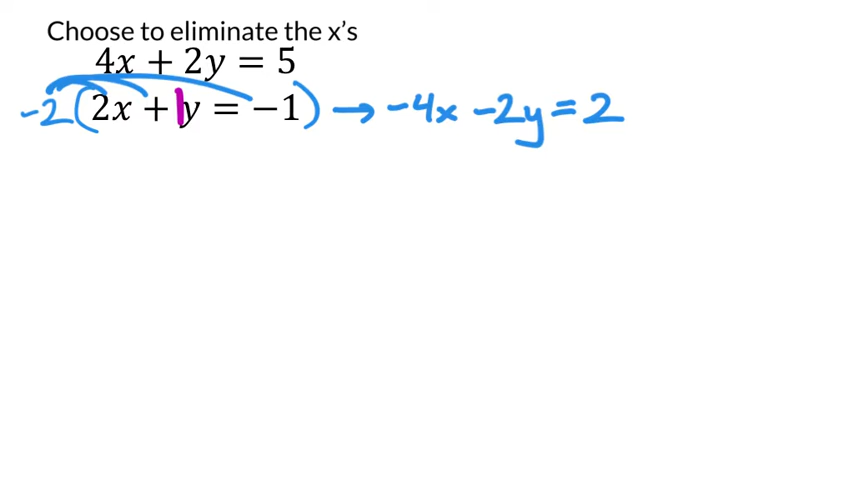 Choose to eliminate the x's
4x + 2y = 5
-2(2x + 1y = −1) → -4x -2y = 2